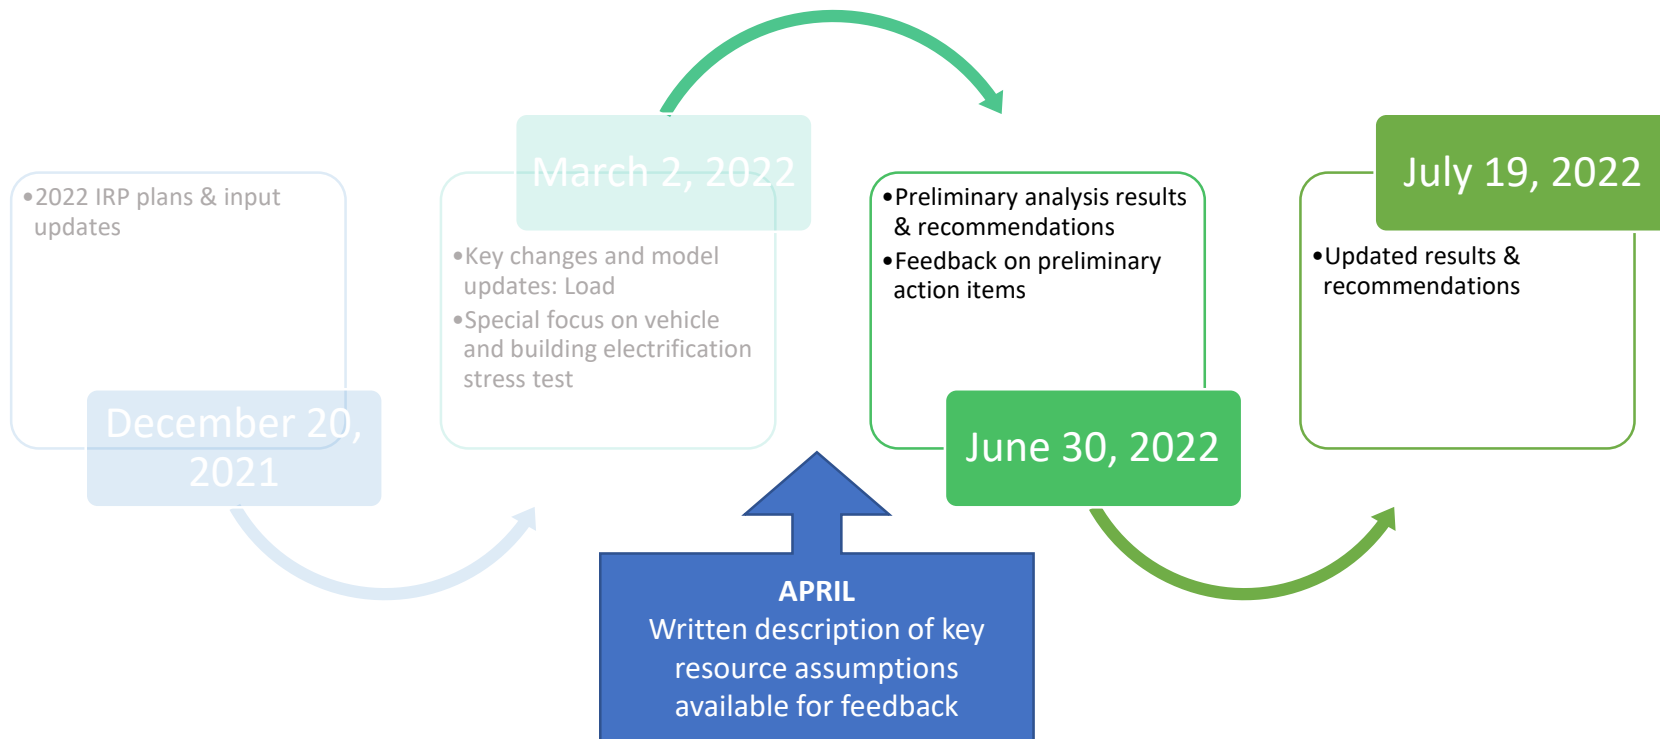 •2022 IRP plans & input
updates
December 20,
2021
March 2, 2022
•Key changes and model
updates: Load
•Special focus on vehicle
and building electrification
stress test
APRIL
Written description of key
resource assumptions
available for feedback
•Preliminary analysis results
& recommendations
•Feedback on preliminary
action items
June 30, 2022
July 19, 2022
•Updated results &
recommendations